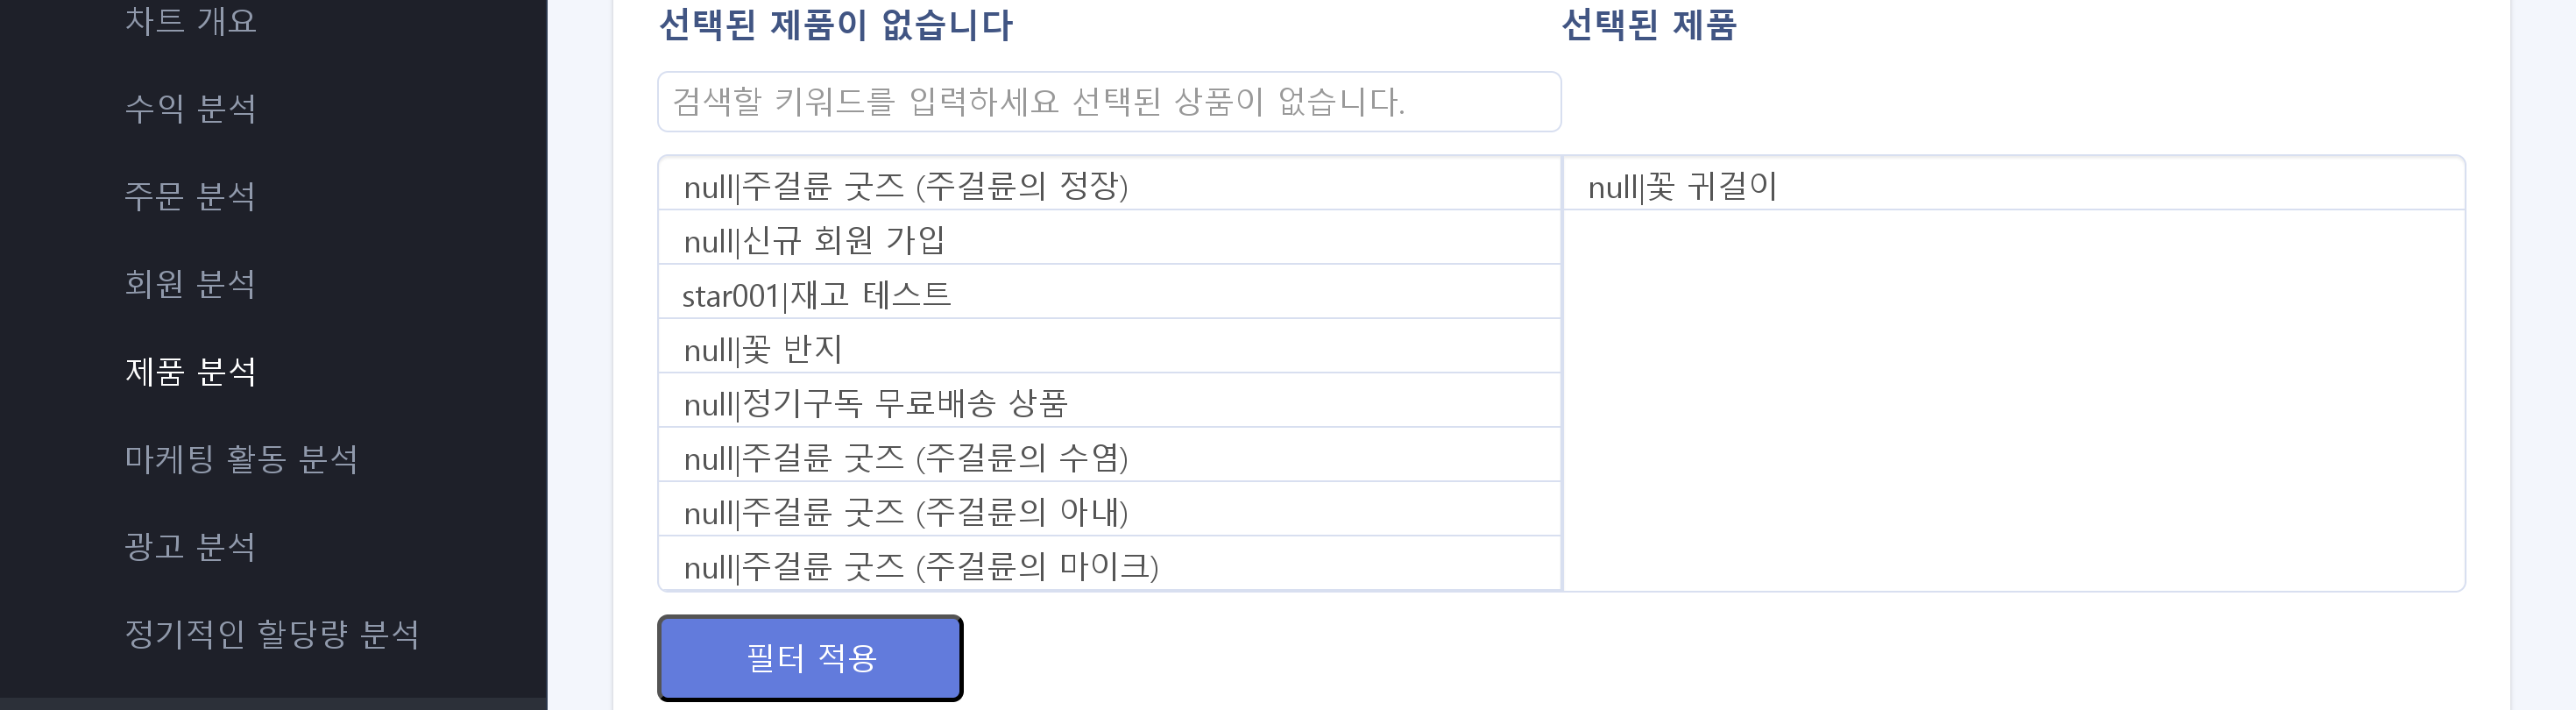 차트 개요
수익 분석
주문 분석
회원 분석
제품 분석
마케팅 활동 분석
광고 분석
정기적인 할당량 분석
선택된 제품이 없습니다
검색할 키워드를 입력하세요 선택된 상품이 없습니다.
null|주걸륜 굿즈 (주걸륜의 정장)
null|신규 회원 가입
star001|재고 테스트
null|꽃 반지
null|정기구독 무료배송 상품
null|주걸륜 굿즈 (주걸륜의 수염)
null|주걸륜 굿즈 (주걸륜의 아내)
null|주걸륜 굿즈 (주걸륜의 마이크)
선택된 제품
null|꽃 귀걸이
필터 적용